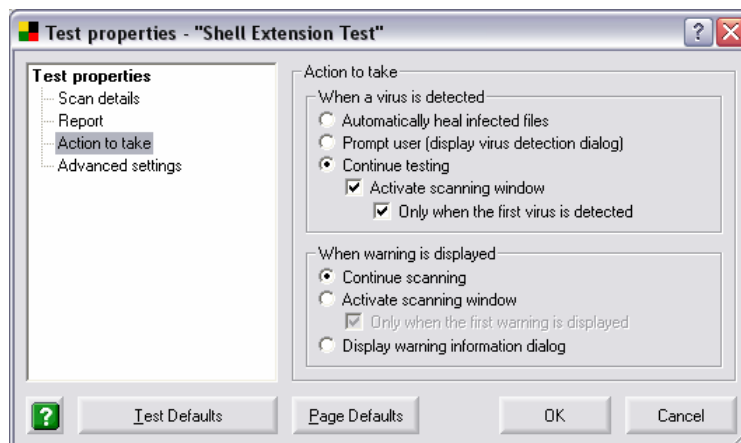 Test properties - "Shell Extension Test"
?
Test properties
Scan details
Report
Action to take
Advanced settings
Action to take
When a virus is detected
Automatically heal infected files
Prompt user (display virus detection dialog)
Continue testing
Activate scanning window
Only when the first virus is detected
When warning is displayed
Continue scanning
Activate scanning window
Only when the first warning is displayed
Display warning information dialog
?
Test Defaults
Page Defaults
OK
Cancel